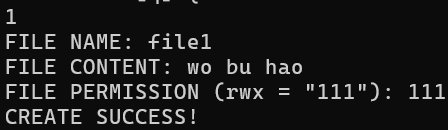 1
FILE NAME: file1
FILE CONTENT: wo bu hao
FILE PERMISSION (rwx = "111"): 111
CREATE SUCCESS!